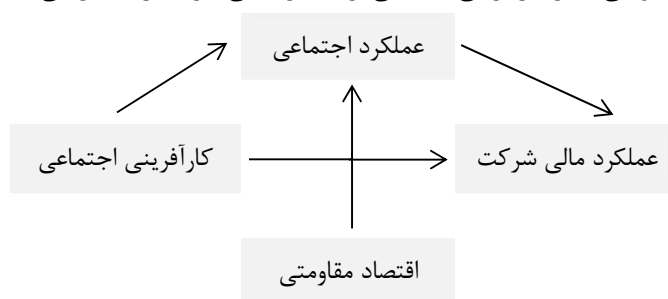 عملکرد اجتماعی
کارآفرینی اجتماعی
عملکرد مالی شرکت
اقتصاد مقاومتی